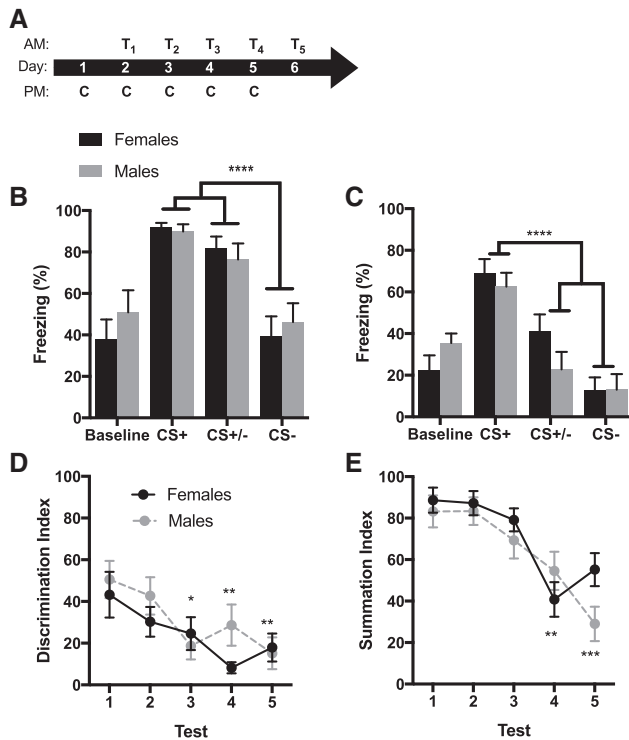 A
AM: T1 T2 T3 T4 T5
Day: 1 2 3 4 5 6
PM: C C C C C
Females
Males
B
****
100
80
60
40
20
0
Freezing (%)
Baseline CS+ CS+/- CS-
C
****
100
80
60
40
20
0
Freezing (%)
Baseline CS+ CS+/- CS-
D
Females
Males
100
80
60
40
20
0
Discrimination Index
* ** **
1 2 3 4 5
Test
E
100
80
60
40
20
0
Summation Index
** ***
1 2 3 4 5
Test